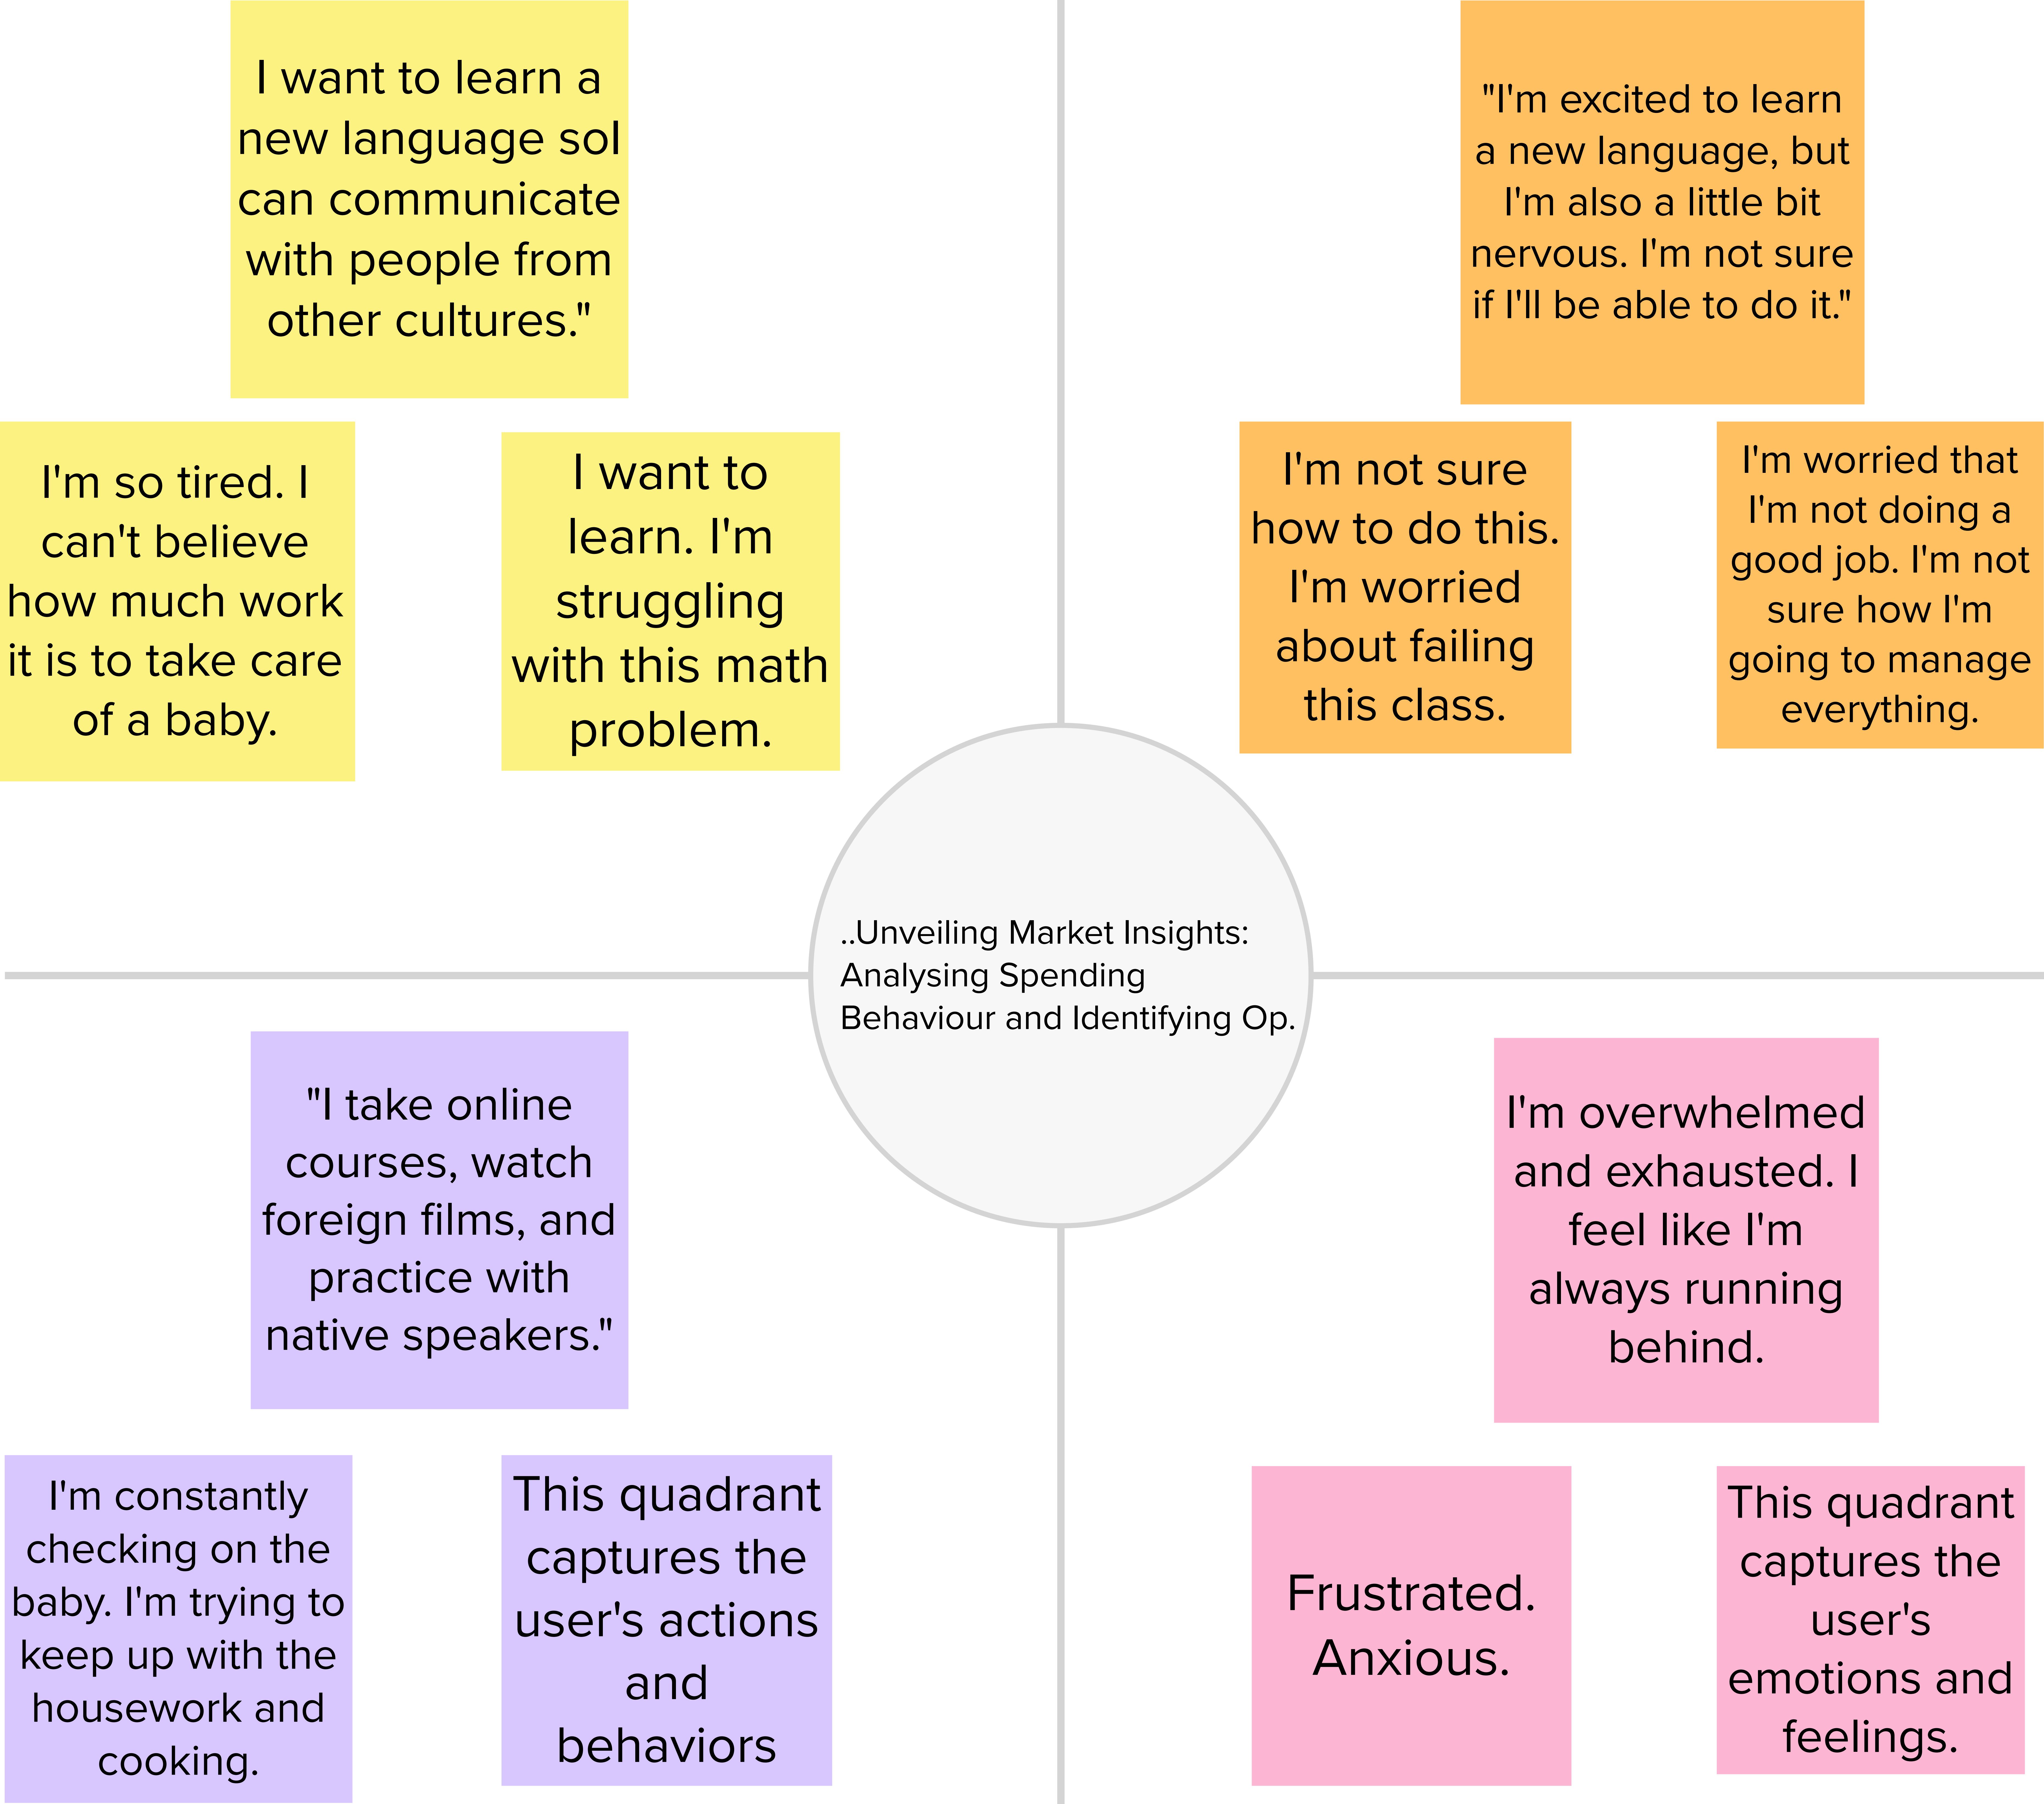 I want to learn a
new language sol
can communicate
with people from
other cultures."
I'm so tired. I
can't believe
how much work
it is to take care
of a baby.
I want to
learn. I'm
struggling
with this math
problem.
"I'm excited to learn
a new language, but
I'm also a little bit
nervous. I'm not sure
if I'll be able to do it."
I'm not sure
how to do this.
I'm worried
about failing
this class.
I'm worried that
I'm not doing a
good job. I'm not
sure how I'm
going to manage
everything.
..Unveiling Market Insights:
Analysing Spending
Behaviour and Identifying Op.
"I take online
courses, watch
foreign films, and
practice with
native speakers."
I'm constantly
checking on the
baby. I'm trying to
keep up with the
housework and
cooking.
This quadrant
captures the
user's actions
and
behaviors
I'm overwhelmed
and exhausted. I
feel like I'm
always running
behind.
Frustrated.
Anxious.
This quadrant
captures the
user's
emotions and
feelings.